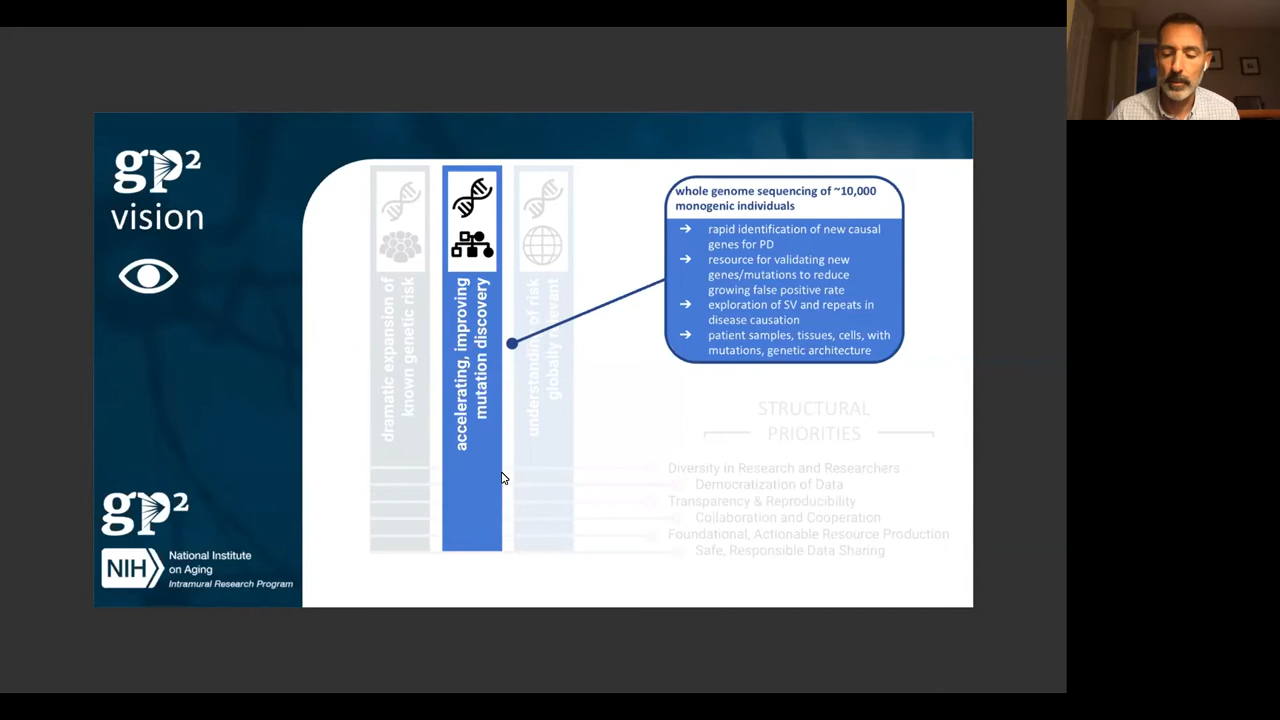 gp2
vision
dramatic expansion of
known genetic risk
accelerating, improving
mutation discovery
understanding of risk
globally relevant
whole genome sequencing of ~10,000
monogenic individuals
➔ rapid identification of new causal
genes for PD
➔ resource for validating new
genes/mutations to reduce
growing false positive rate
➔ exploration of SV and repeats in
disease causation
➔ patient samples, tissues, cells, with
mutations, genetic architecture
STRUCTURAL
PRIORITIES
Diversity in Research and Researchers
Democratization of Data
Transparency & Reproducibility
Collaboration and Cooperation
Foundational, Actionable Resource Production
Safe, Responsible Data Sharing
gp2
NIH
National Institute
on Aging
Intramural Research Program